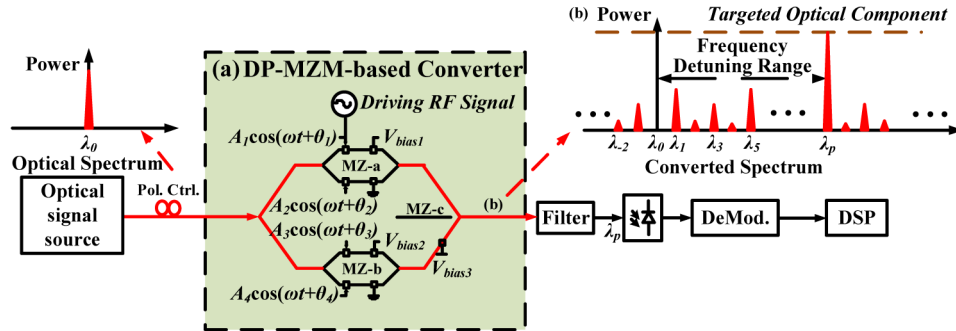 Power
λ0
Optical Spectrum
Optical
signal
source
Pol. Ctrl.
(a) DP-MZM-based Converter
Driving RF Signal
A1cos(ωt+θ1)
Vbias1
MZ-a
A2cos(ωt+θ2)
A3cos(ωt+θ3)
Vbias2
MZ-b
A4cos(ωt+θ4)
MZ-c
Vbias3
(b)
(b)
Power
Targeted Optical Component
Frequency
Detuning Range
λ-2 λ0 λ1 λ3 λ5 λp
Converted Spectrum
Filter
λp
DeMod.
DSP